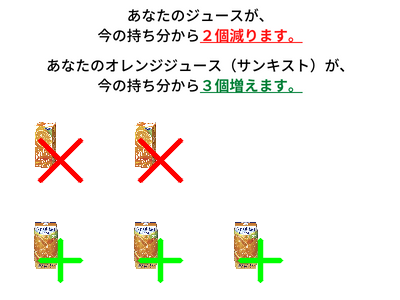 あなたのジュースが、
今の持ち分から２個減ります。
あなたのオレンジジュース（サンキスト）が、
今の持ち分から３個増えます。